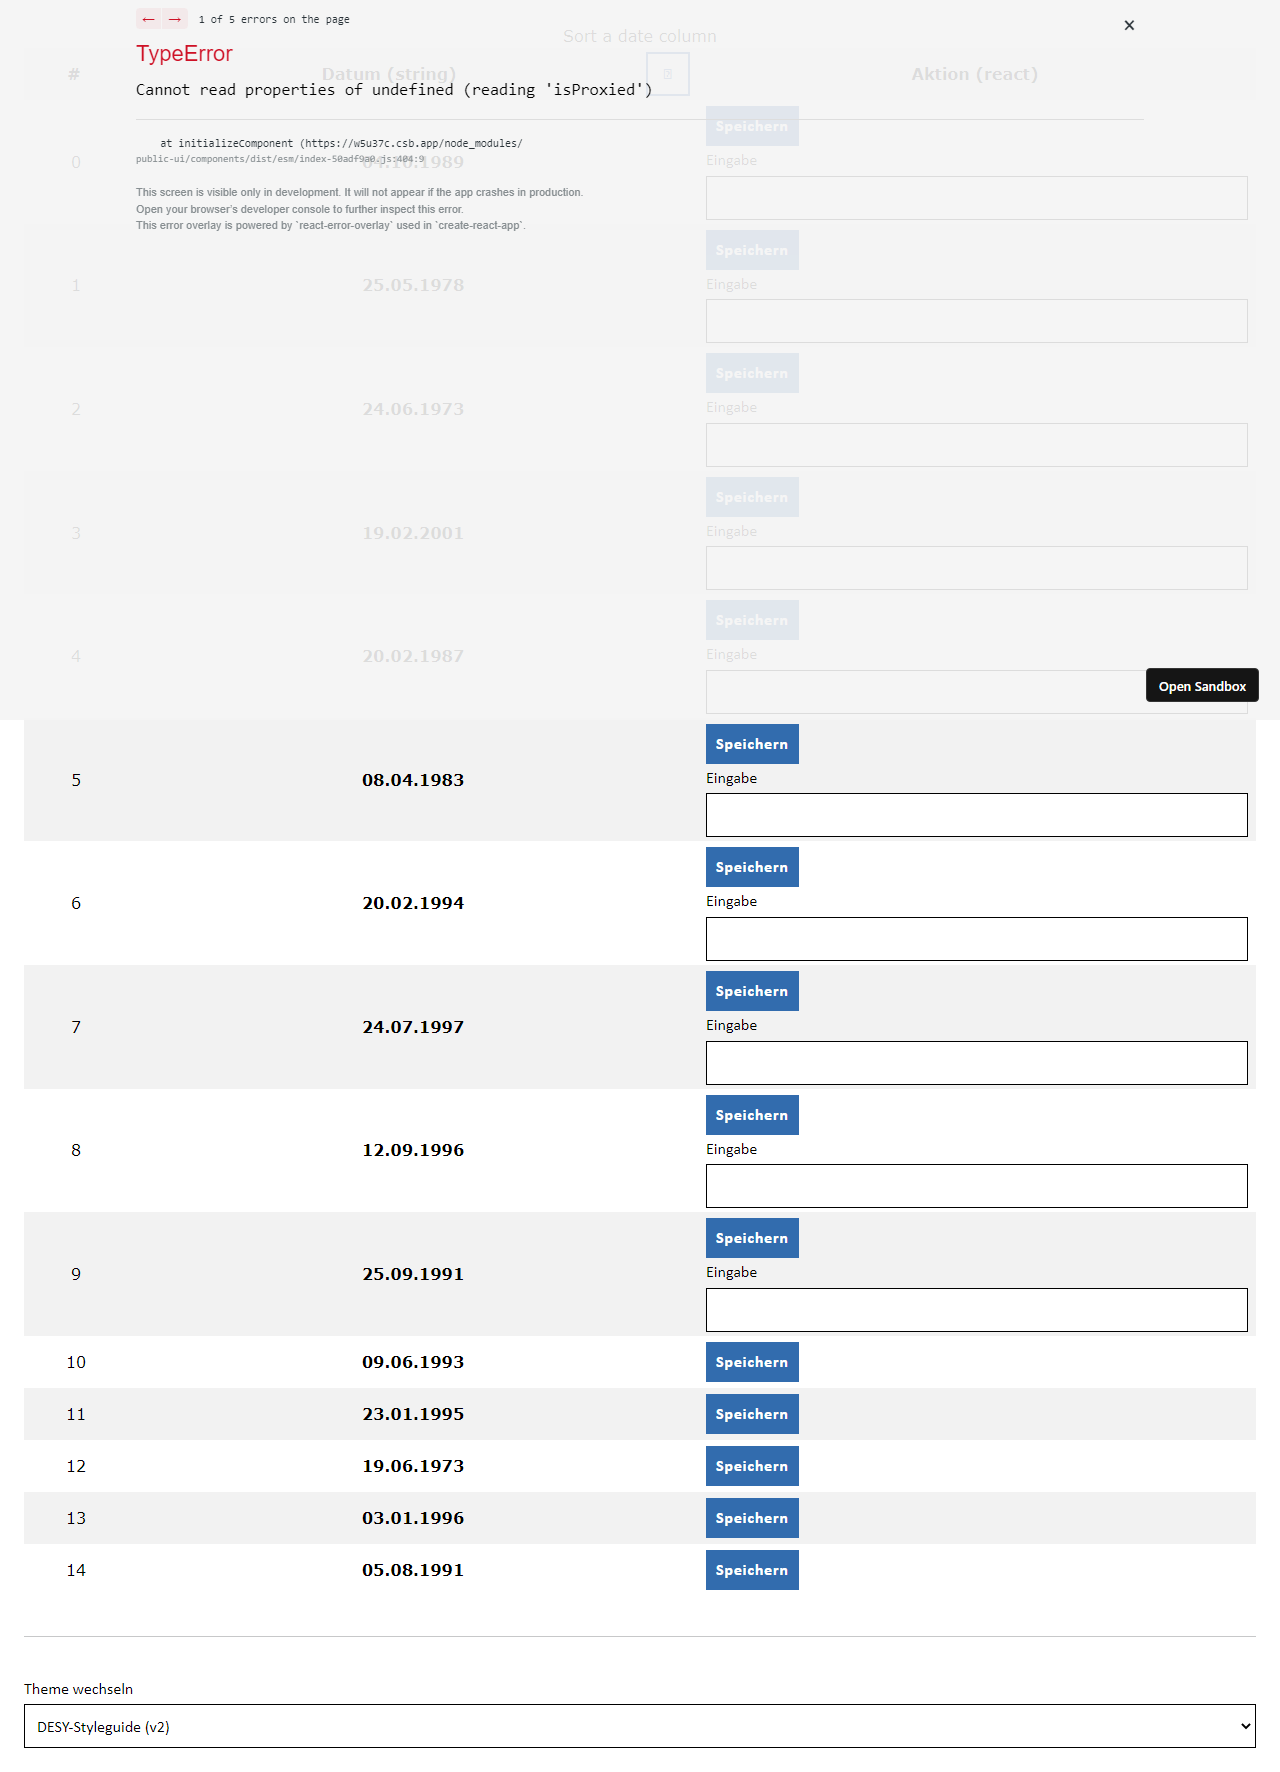 ← → 1 of 5 errors on the page ×
Sort a date column
TypeError
# Datum (string) Aktion (react)
Cannot read properties of undefined (reading 'isProxied')
Speichern
at initializeComponent (https://w5u37c.csb.app/node_modules/
public-ui/components/dist/esm/index-50adf9a0.js:404:9
0 04.10.1989 Eingabe
This screen is visible only in development. It will not appear if the app crashes in production.
Open your browser's developer console to further inspect this error.
This error overlay is powered by `react-error-overlay` used in `create-react-app`.
Speichern
1 25.05.1978 Eingabe
Speichern
2 24.06.1973 Eingabe
Speichern
3 19.02.2001 Eingabe
Speichern
4 20.02.1987 Eingabe
Open Sandbox
Speichern
5 08.04.1983 Eingabe
Speichern
6 20.02.1994 Eingabe
Speichern
7 24.07.1997 Eingabe
Speichern
8 12.09.1996 Eingabe
Speichern
9 25.09.1991 Eingabe
10 09.06.1993 Speichern
11 23.01.1995 Speichern
12 19.06.1973 Speichern
13 03.01.1996 Speichern
14 05.08.1991 Speichern
Theme wechseln
DESY-Styleguide (v2)